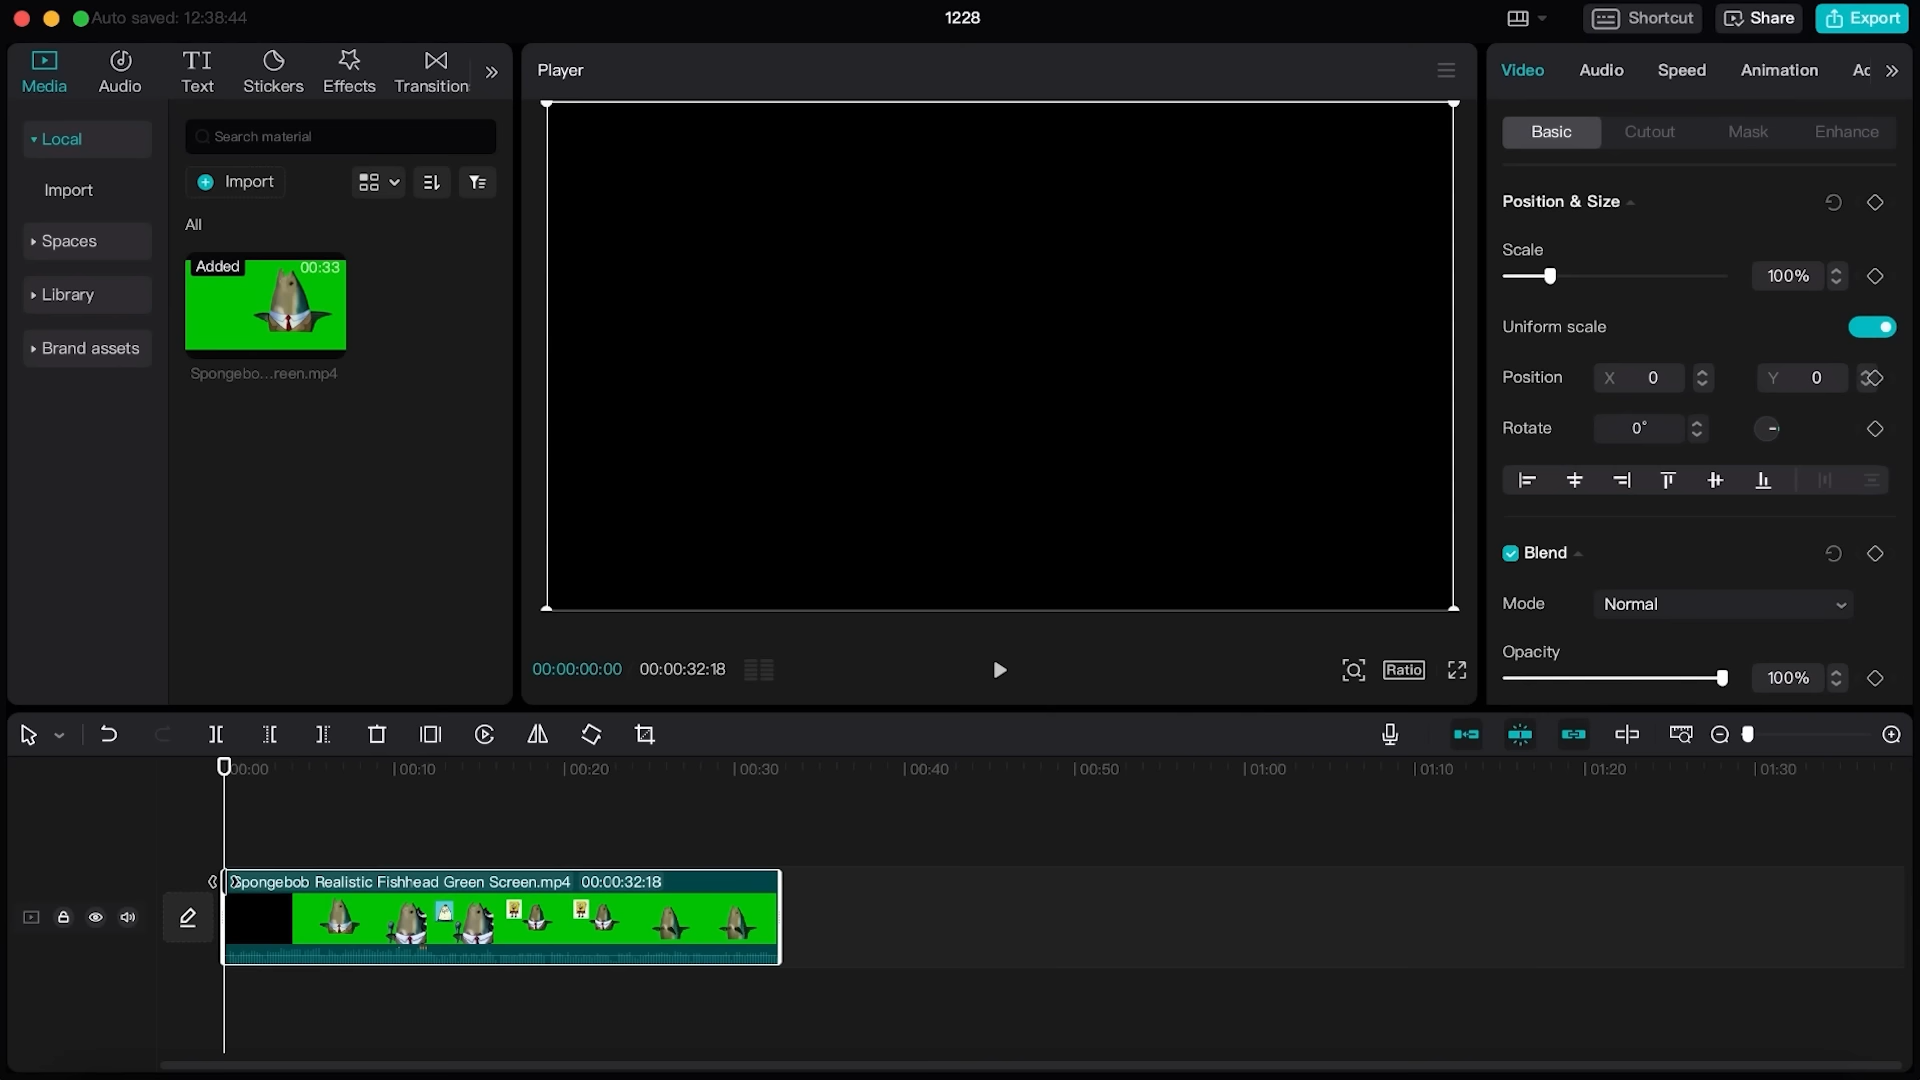 Auto saved: 12:38:44
1228
Shortcut
Share
Export
Media
Audio
TI
Text
Stickers
Effects
Transition
Local
Import
Spaces
Library
Brand assets
Search material
Import
All
Added
00:33
Spongebo...reen.mp4
Player
00:00:00:00
00:00:32:18
Ratio
Video
Audio
Speed
Animation
Basic
Cutout
Mask
Enhance
Position & Size
Scale
100%
Uniform scale
Position
X 0
Y 0
Rotate
0°
Blend
Mode
Normal
Opacity
100%
00:00
00:10
00:20
00:30
00:40
00:50
01:00
01:10
01:20
01:30
Spongebob Realistic Fishhead Green Screen.mp4 00:00:32:18